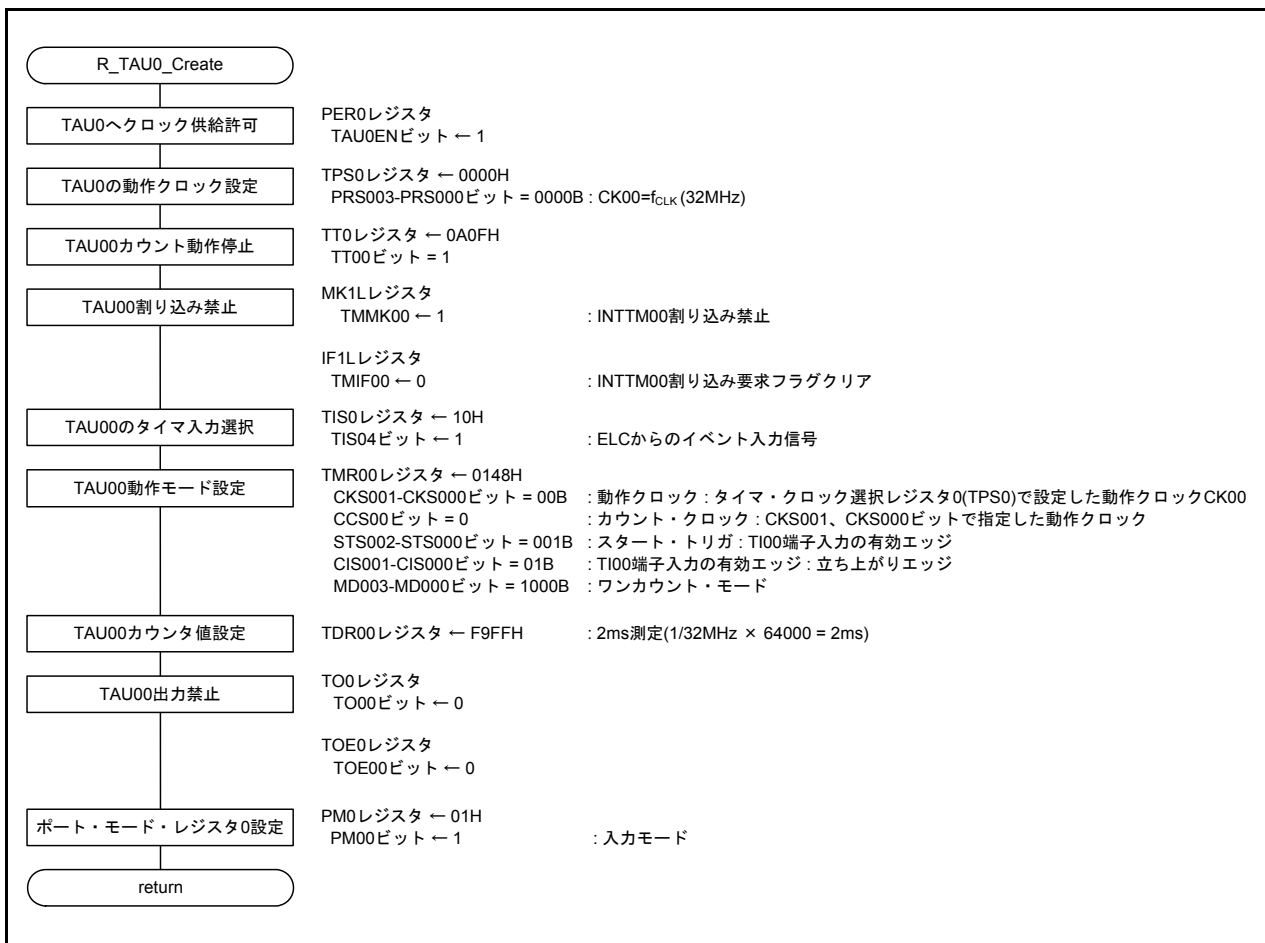 R_TAU0_Create
TAU0へクロック供給許可
PER0レジスタ
TAU0ENビット ← 1
TAU0の動作クロック設定
TPS0レジスタ ← 0000H
PRS003-PRS000ビット = 0000B : CK00=fCLK (32MHz)
TAU00カウント動作停止
TT0レジスタ ← 0A0FH
TT00ビット = 1
TAU00割り込み禁止
MK1Lレジスタ
TMMK00 ← 1 : INTTM00割り込み禁止
IF1Lレジスタ
TMIF00 ← 0 : INTTM00割り込み要求フラグクリア
TAU00のタイマ入力選択
TIS0レジスタ ← 10H
TIS04ビット ← 1 : ELCからのイベント入力信号
TAU00動作モード設定
TMR00レジスタ ← 0148H
CKS001-CKS000ビット = 00B : 動作クロック : タイマ・クロック選択レジスタ0(TPS0)で設定した動作クロックCK00
CCS00ビット = 0 : カウント・クロック : CKS001、CKS000ビットで指定した動作クロック
STS002-STS000ビット = 001B : スタート・トリガ : TI00端子入力の有効エッジ
CIS001-CIS000ビット = 01B : TI00端子入力の有効エッジ : 立ち上がりエッジ
MD003-MD000ビット = 1000B : ワンカウント・モード
TAU00カウンタ値設定
TDR00レジスタ ← F9FFH : 2ms測定(1/32MHz × 64000 = 2ms)
TAU00出力禁止
TO0レジスタ
TO00ビット ← 0
TOE0レジスタ
TOE00ビット ← 0
ポート・モード・レジスタ0設定
PM0レジスタ ← 01H
PM00ビット ← 1 : 入力モード
return